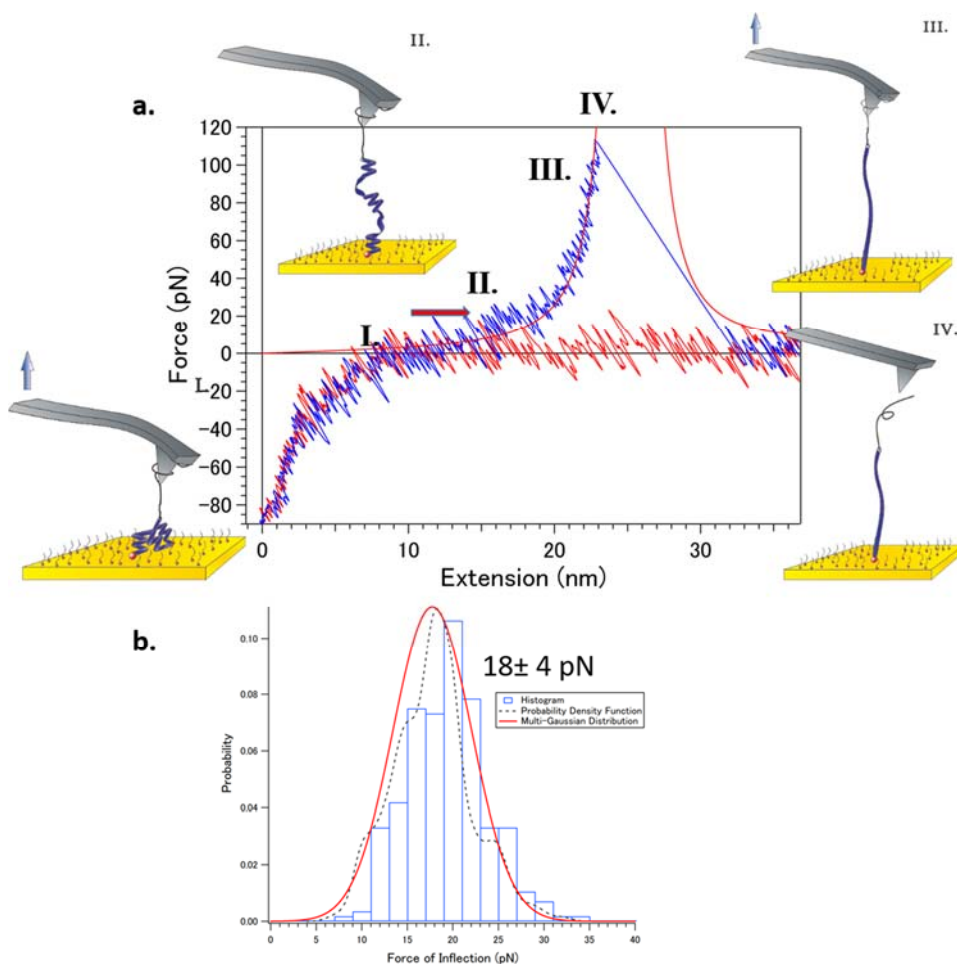 II.
III.
a.
IV.
120
100
80
60
40
20
0
-20
-40
-60
-80
Force (pN)
III.
II.
I.
I.
IV.
0
10
20
30
Extension (nm)
b.
18± 4 pN
Histogram
Probability Density Function
Multi-Gaussian Distribution
0.10
0.08
0.06
0.04
0.02
0.00
Probability
0
5
10
15
20
25
30
35
40
Force of Inflection (pN)